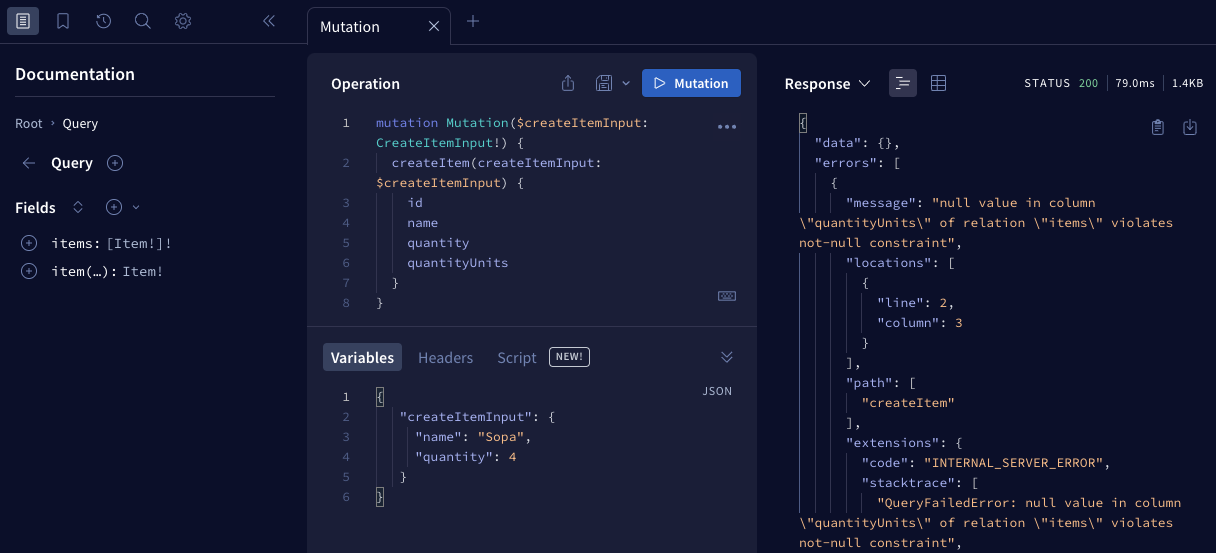 Mutation
Documentation
Root › Query
Query
Fields
items: [Item!]!
item(…): Item!
Operation
Mutation
1 mutation Mutation($createItemInput:
CreateItemInput!) {
2 createItem(createItemInput:
$createItemInput) {
3 id
4 name
5 quantity
6 quantityUnits
7 }
8 }
Variables Headers Script NEW!
JSON
1 {
2 "createItemInput": {
3 "name": "Sopa",
4 "quantity": 4
5 }
6 }
Response
STATUS 200 79.0ms 1.4KB
{
"data": {},
"errors": [
{
"message": "null value in column
\"quantityUnits\" of relation \"items\" violates
not-null constraint",
"locations": [
{
"line": 2,
"column": 3
}
],
"path": [
"createItem"
],
"extensions": {
"code": "INTERNAL_SERVER_ERROR",
"stacktrace": [
"QueryFailedError: null value in column
\"quantityUnits\" of relation \"items\" violates
not-null constraint",